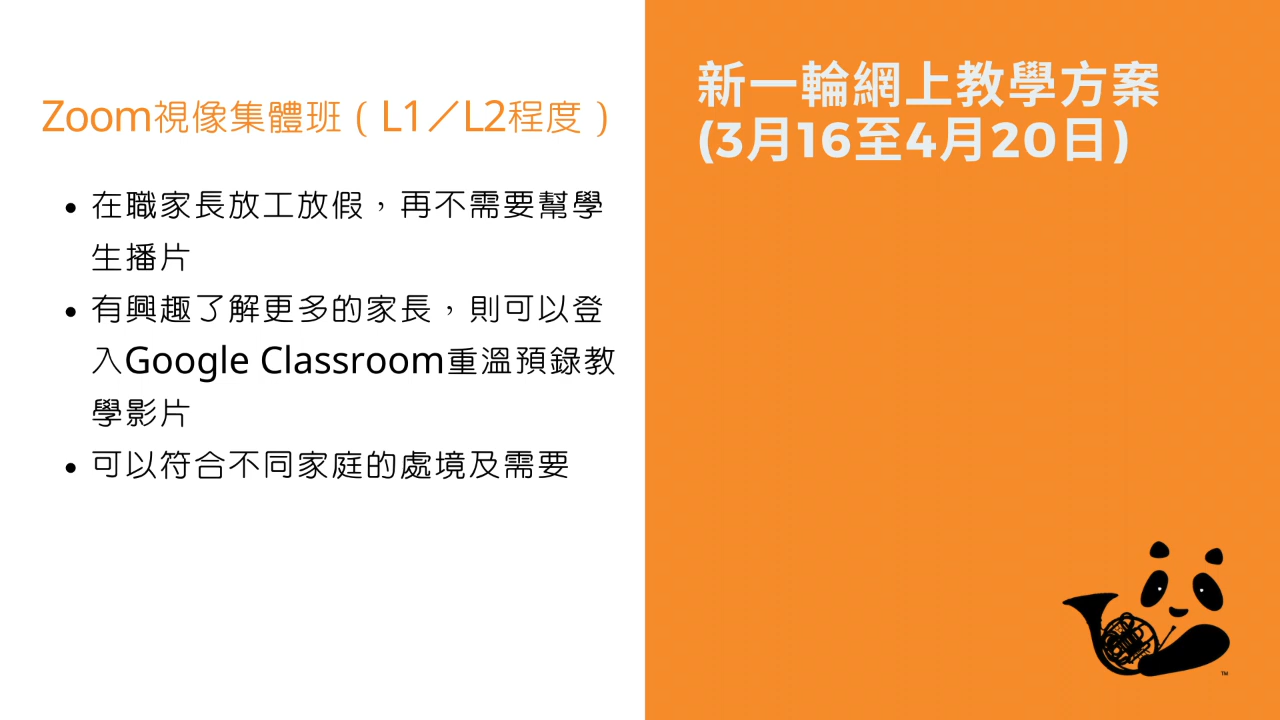 Zoom視像集體班（L1／L2程度）
在職家長放工放假，再不需要幫學
生播片
有興趣了解更多的家長，則可以登
入Google Classroom重溫預錄教
學影片
可以符合不同家庭的處境及需要
新一輪網上教學方案
(3月16至4月20日)
TM